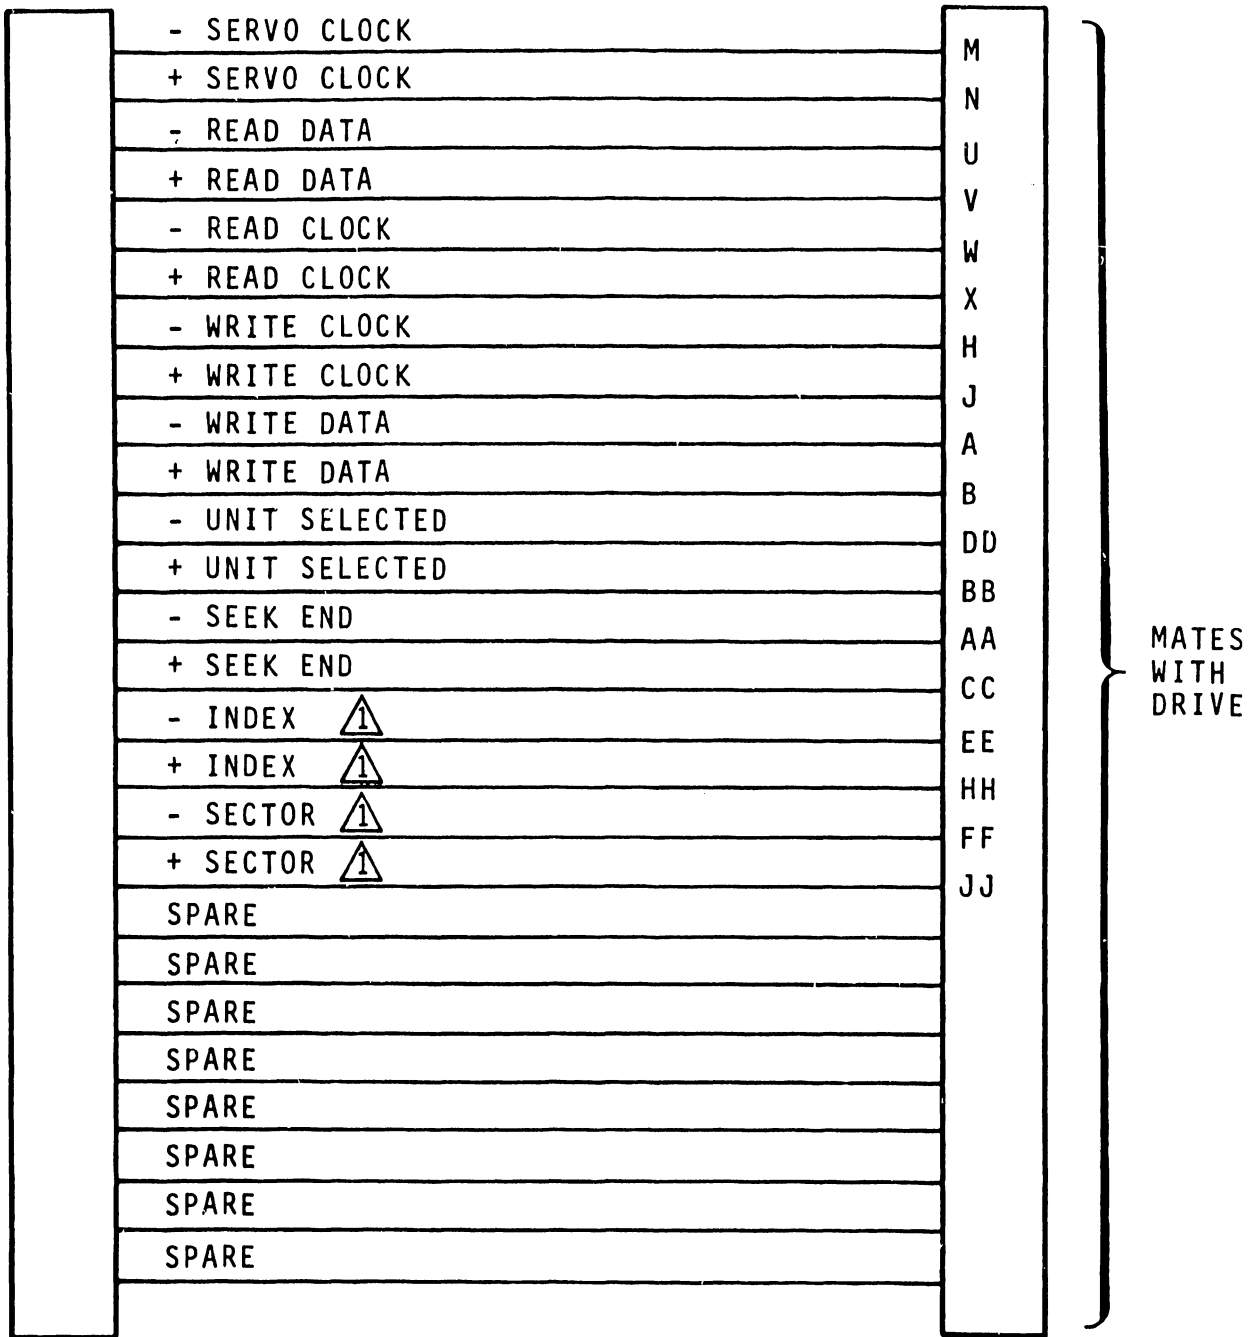 - SERVO CLOCK M
+ SERVO CLOCK N
- READ DATA U
+ READ DATA V
- READ CLOCK W
+ READ CLOCK X
- WRITE CLOCK H
+ WRITE CLOCK J
- WRITE DATA A
+ WRITE DATA B
- UNIT SELECTED DD
+ UNIT SELECTED BB
- SEEK END AA
+ SEEK END CC
- INDEX 1 EE
+ INDEX 1 HH
- SECTOR 1 FF
+ SECTOR 1 JJ
SPARE
SPARE
SPARE
SPARE
SPARE
SPARE
SPARE
SPARE
MATES
WITH
DRIVE